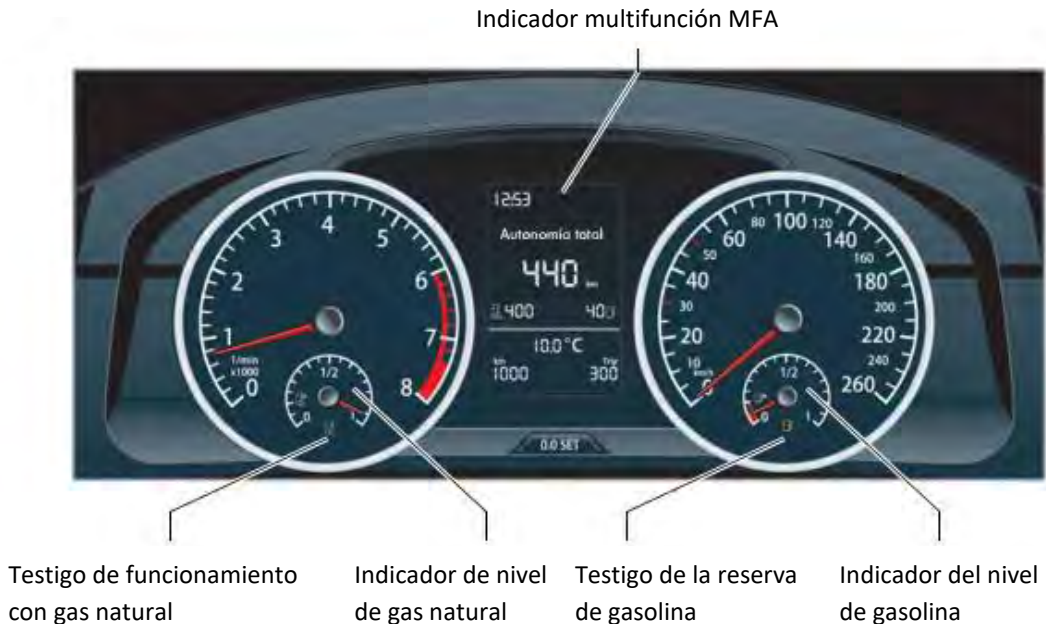 Indicador multifunción MFA
12:53
Autonomía total
440 km
400 40
10.0°C
km Trip
1000 300
0 1 2 3 4 5 6 7 8
1/min
x1000
0 1/2 1
0 10 20 30 40 50 60 80 100 120 140 160 180 200 220 240 260
km/h
0 1/2 1
0.0 SET
Testigo de funcionamiento
con gas natural
Indicador de nivel
de gas natural
Testigo de la reserva
de gasolina
Indicador del nivel
de gasolina